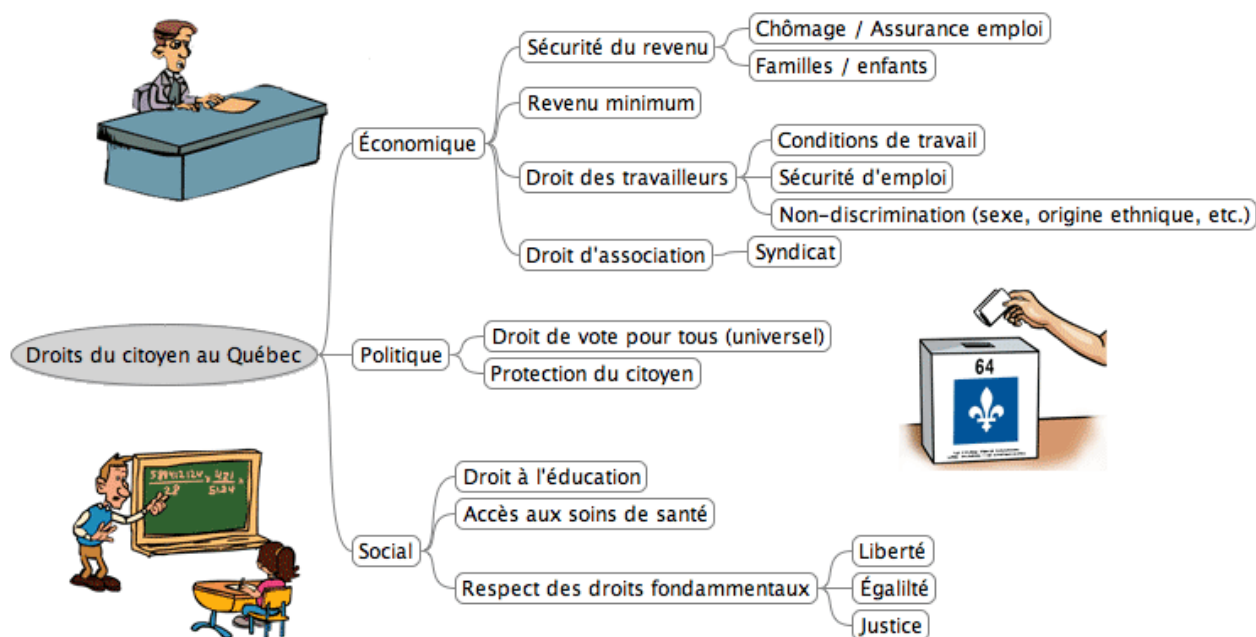 Droits du citoyen au Québec
Économique
Sécurité du revenu
Chômage / Assurance emploi
Familles / enfants
Revenu minimum
Droit des travailleurs
Conditions de travail
Sécurité d'emploi
Non-discrimination (sexe, origine ethnique, etc.)
Droit d'association
Syndicat
Politique
Droit de vote pour tous (universel)
Protection du citoyen
64
Social
Droit à l'éducation
Accès aux soins de santé
Respect des droits fondammentaux
Liberté
Égalilté
Justice